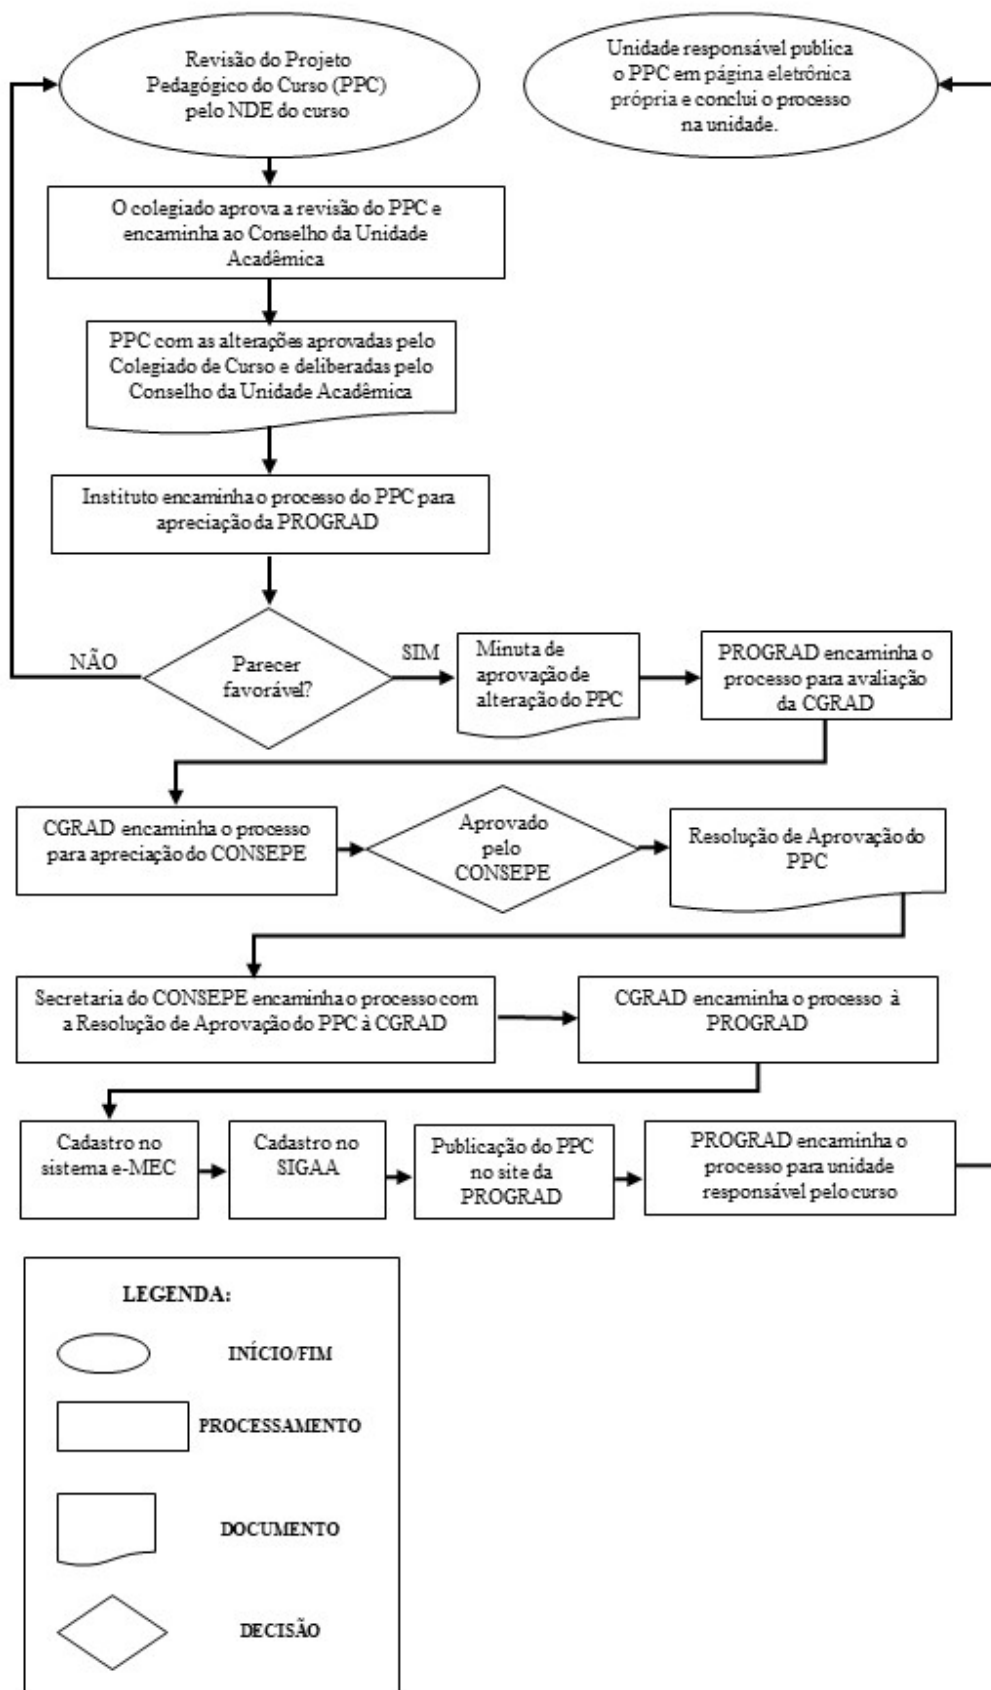 Revisão do Projeto
Pedagógico do Curso (PPC)
pelo NDE do curso
Unidade responsável publica
o PPC em página eletrônica
própria e conclui o processo
na unidade.
O colegiado aprova a revisão do PPC e
encaminha ao Conselho da Unidade
Acadêmica
PPC com as alterações aprovadas pelo
Colegiado de Curso e deliberadas pelo
Conselho da Unidade Acadêmica
Instituto encaminha o processo do PPC para
apreciação da PROGRAD
NÃO
Parecer
favorável?
SIM
Minuta de
aprovação de
alteração do PPC
PROGRAD encaminha o
processo para avaliação
da CGRAD
CGRAD encaminha o processo
para apreciação do CONSEPE
Aprovado
pelo
CONSEPE
Resolução de Aprovação do
PPC
Secretaria do CONSEPE encaminha o processo com
a Resolução de Aprovação do PPC à CGRAD
CGRAD encaminha o processo à
PROGRAD
Cadastro no
sistema e-MEC
Cadastro no
SIGAA
Publicação do PPC
no site da
PROGRAD
PROGRAD encaminha o
processo para unidade
responsável pelo curso
LEGENDA:
INÍCIO/FIM
PROCESSAMENTO
DOCUMENTO
DECISÃO